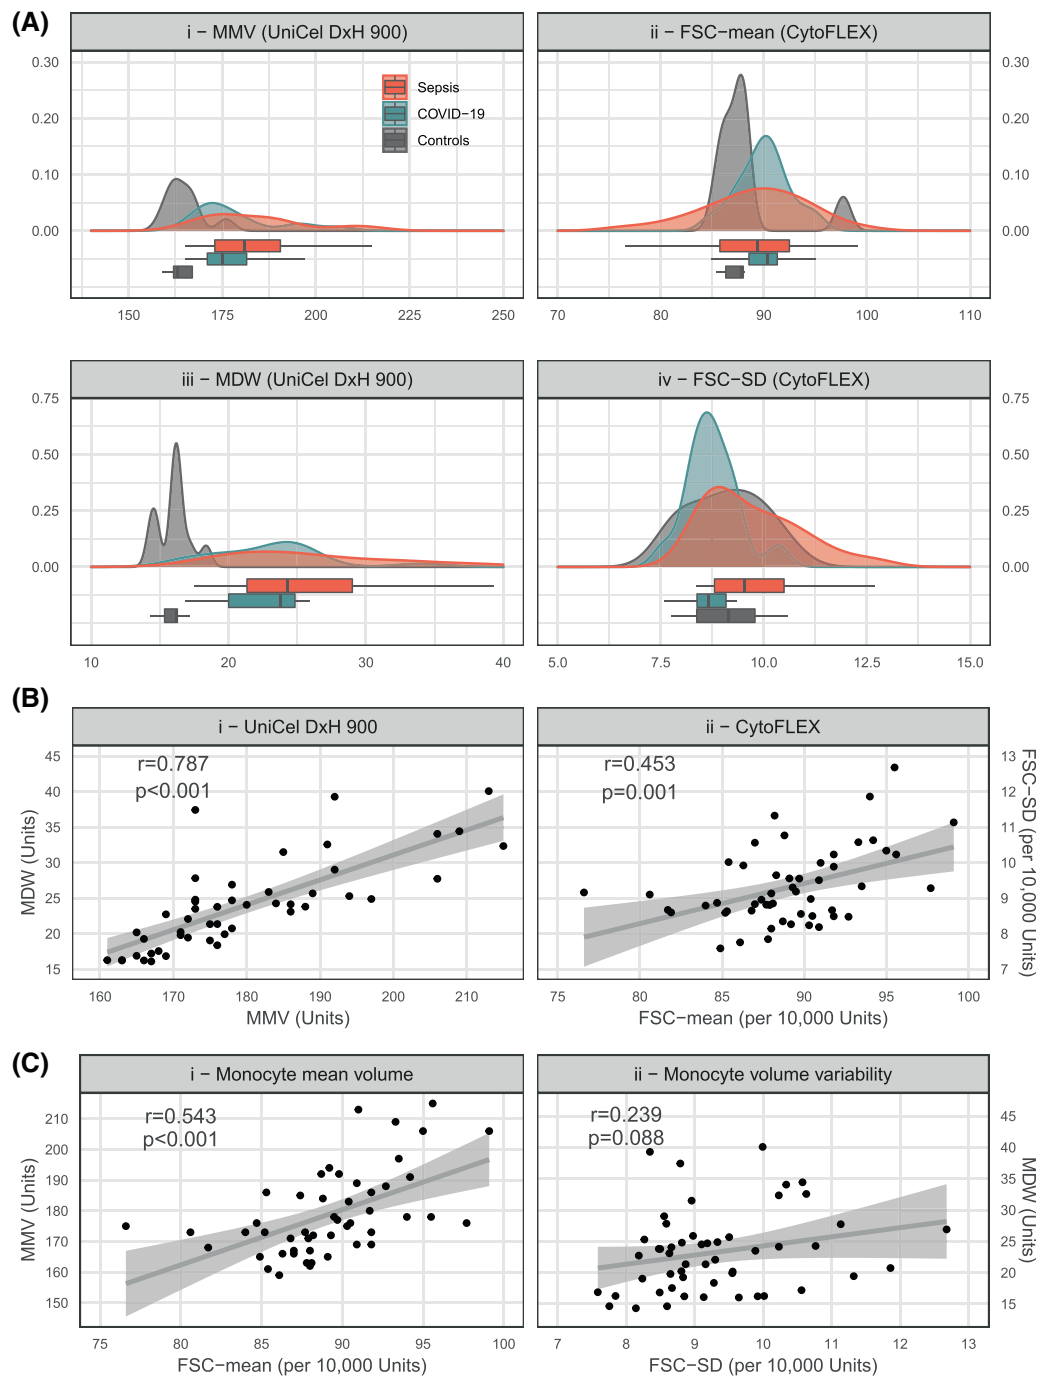 (A)
i − MMV (UniCel DxH 900)
ii − FSC−mean (CytoFLEX)
0.30
0.20
0.10
0.00
Sepsis
COVID−19
Controls
0.30
0.20
0.10
0.00
150 175 200 225 250
70 80 90 100 110
iii − MDW (UniCel DxH 900)
iv − FSC−SD (CytoFLEX)
0.75
0.50
0.25
0.00
0.75
0.50
0.25
0.00
10 20 30 40
5.0 7.5 10.0 12.5 15.0
(B)
i − UniCel DxH 900
ii − CytoFLEX
MDW (Units)
45
40
35
30
25
20
15
r=0.787
p<0.001
r=0.453
p=0.001
13
12
11
10
9
8
7
FSC−SD (per 10,000 Units)
160 170 180 190 200 210
MMV (Units)
75 80 85 90 95 100
FSC−mean (per 10,000 Units)
(C)
i − Monocyte mean volume
ii − Monocyte volume variability
MMV (Units)
210
200
190
180
170
160
150
r=0.543
p<0.001
r=0.239
p=0.088
45
40
35
30
25
20
15
MDW (Units)
75 80 85 90 95 100
FSC−mean (per 10,000 Units)
7 8 9 10 11 12 13
FSC−SD (per 10,000 Units)